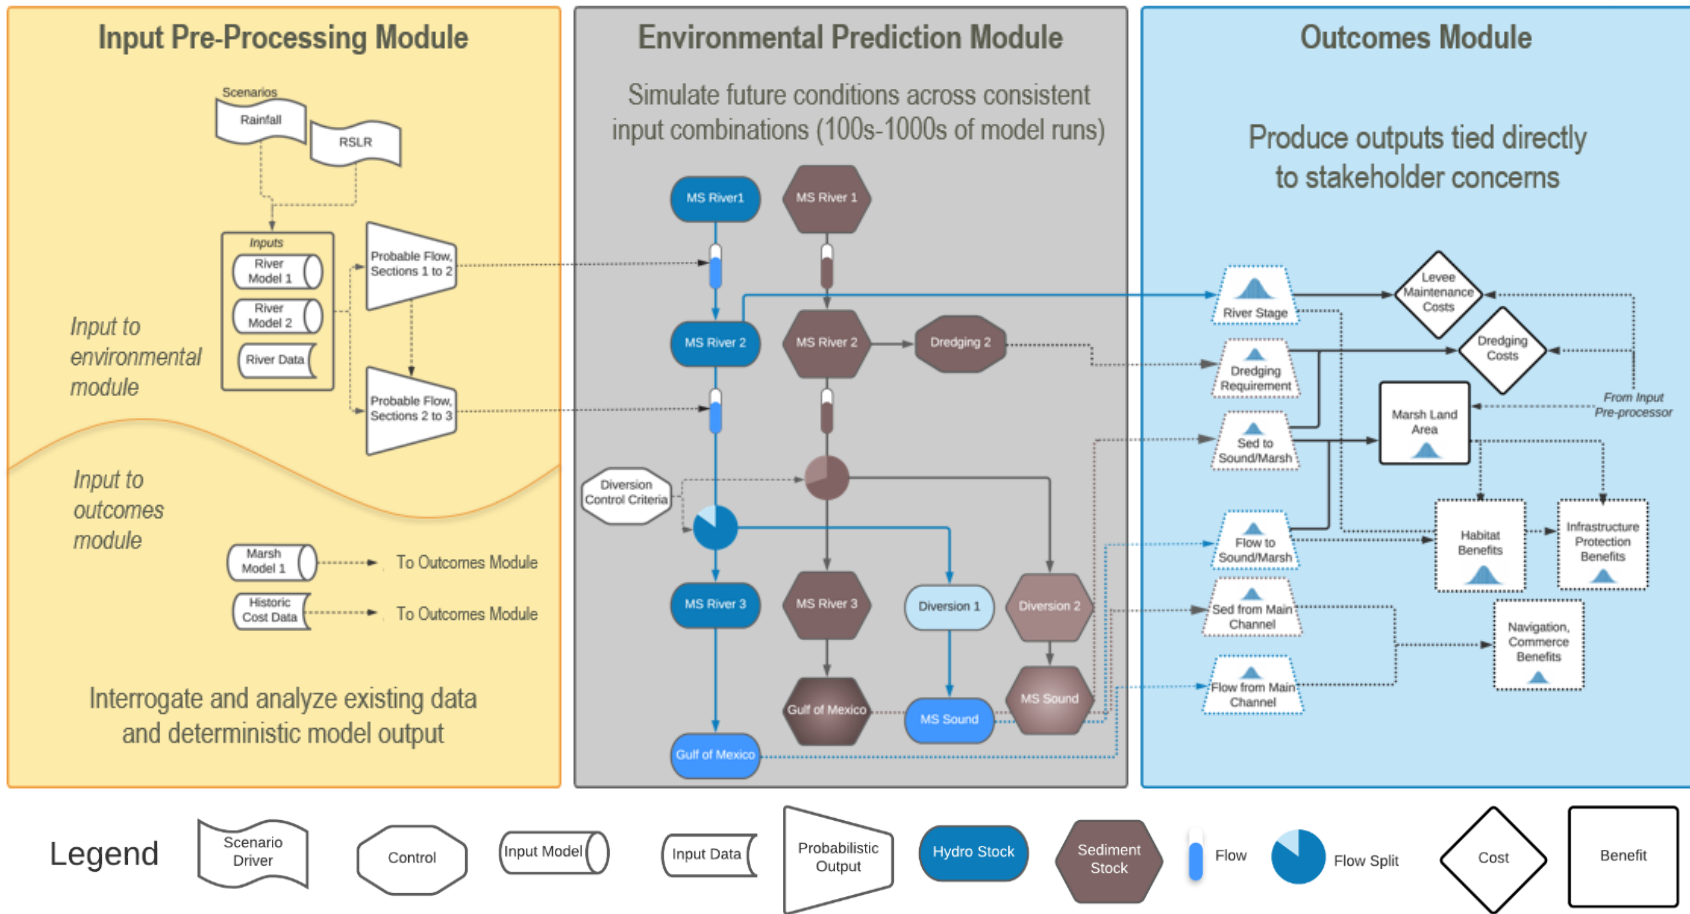 Input Pre-Processing Module
Scenarios
Rainfall
RSLR
Inputs
River
Model 1
River
Model 2
River Data
Probable Flow,
Sections 1 to 2
Probable Flow,
Sections 2 to 3
Input to
environmental
module
Input to
outcomes
module
Marsh
Model 1
To Outcomes Module
Historic
Cost Data
To Outcomes Module
Interrogate and analyze existing data
and deterministic model output
Environmental Prediction Module
Simulate future conditions across consistent
input combinations (100s-1000s of model runs)
MS River1
MS River 1
MS River 2
MS River 2
Dredging 2
Diversion
Control Criteria
MS River 3
MS River 3
Diversion 1
Diversion 2
Gulf of Mexico
MS Sound
MS Sound
Gulf of Mexico
Outcomes Module
Produce outputs tied directly
to stakeholder concerns
River Stage
Levee
Maintenance
Costs
Dredging
Requirement
Dredging
Costs
From Input
Pre-processor
Sed to
Sound/Marsh
Marsh Land
Area
Flow to
Sound/Marsh
Habitat
Benefits
Infrastructure
Protection
Benefits
Sed from Main
Channel
Navigation,
Commerce
Benefits
Flow from Main
Channel
Legend
Scenario
Driver
Control
Input Model
Input Data
Probabilistic
Output
Hydro Stock
Sediment
Stock
Flow
Flow Split
Cost
Benefit